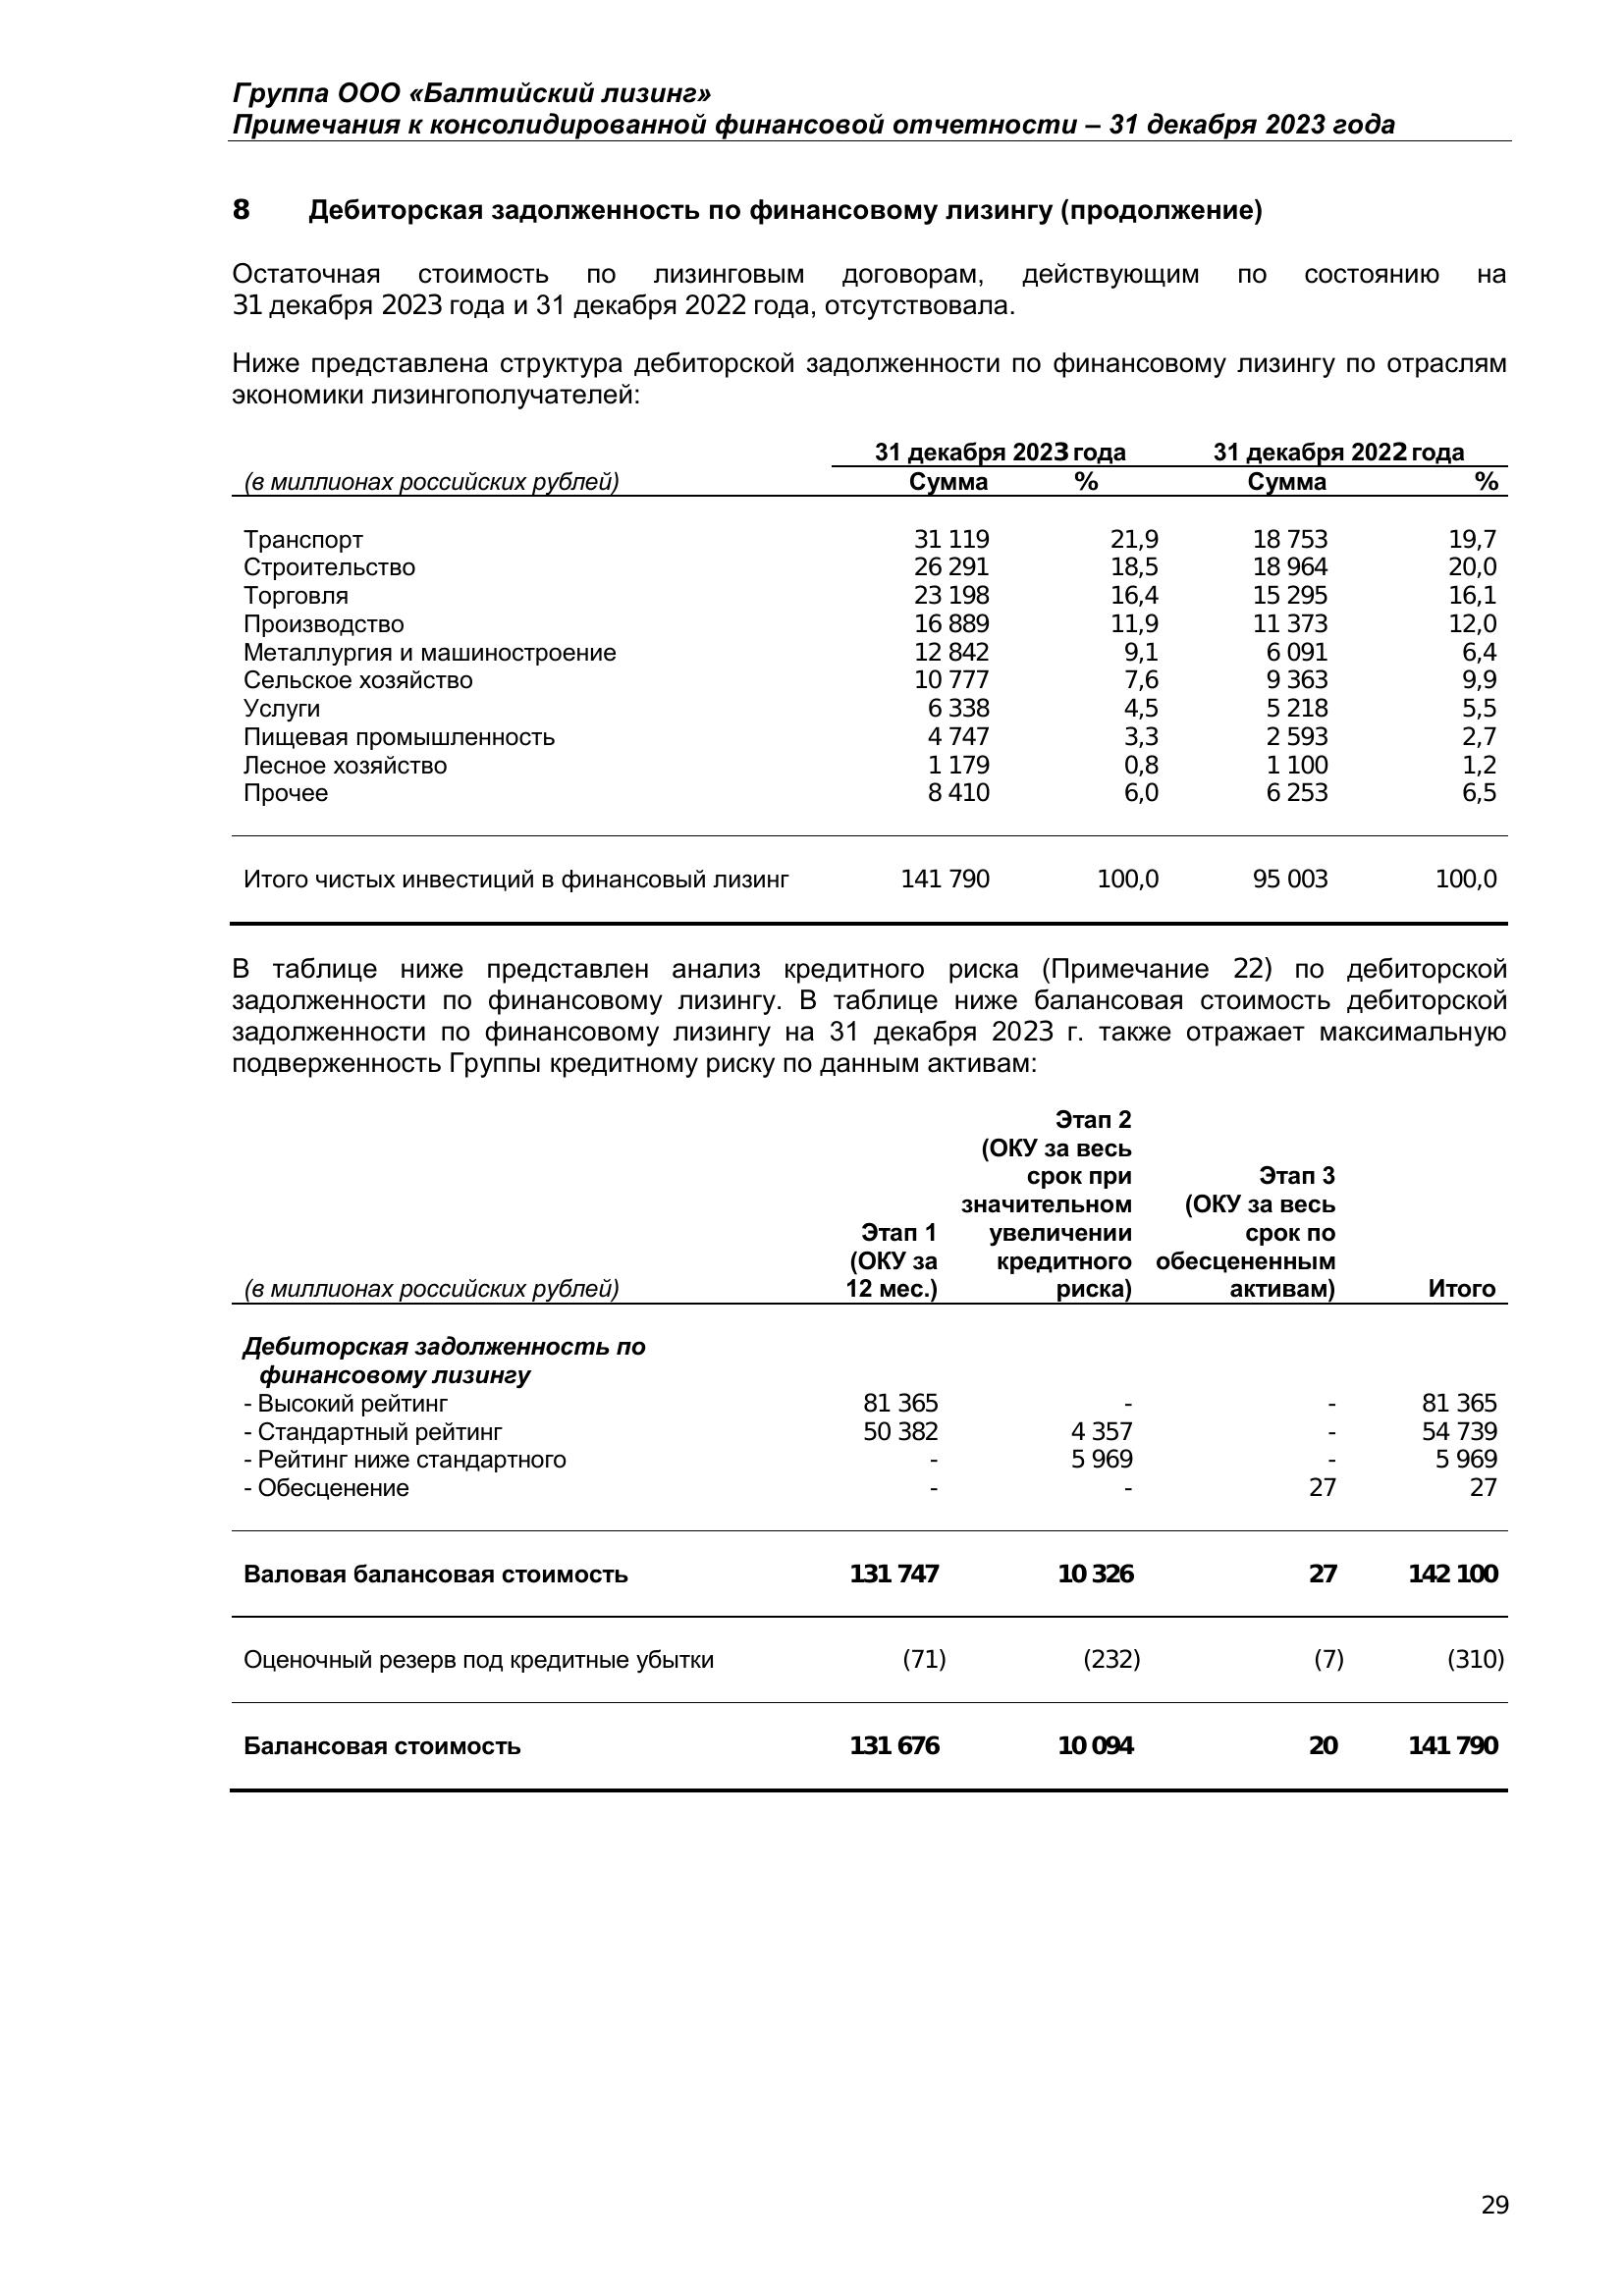 Группа ООО «Балтийский лизинг»
Примечания к консолидированной финансовой отчетности – 31 декабря 2023 года
8 Дебиторская задолженность по финансовому лизингу (продолжение)
Остаточная стоимость по лизинговым договорам, действующим по состоянию на
31 декабря 2023 года и 31 декабря 2022 года, отсутствовала.
Ниже представлена структура дебиторской задолженности по финансовому лизингу по отраслям
экономики лизингополучателей:
31 декабря 2023 года 31 декабря 2022 года
(в миллионах российских рублей) Сумма % Сумма %
Транспорт 31 119 21,9 18 753 19,7
Строительство 26 291 18,5 18 964 20,0
Торговля 23 198 16,4 15 295 16,1
Производство 16 889 11,9 11 373 12,0
Металлургия и машиностроение 12 842 9,1 6 091 6,4
Сельское хозяйство 10 777 7,6 9 363 9,9
Услуги 6 338 4,5 5 218 5,5
Пищевая промышленность 4 747 3,3 2 593 2,7
Лесное хозяйство 1 179 0,8 1 100 1,2
Прочее 8 410 6,0 6 253 6,5
Итого чистых инвестиций в финансовый лизинг 141 790 100,0 95 003 100,0
В таблице ниже представлен анализ кредитного риска (Примечание 22) по дебиторской
задолженности по финансовому лизингу. В таблице ниже балансовая стоимость дебиторской
задолженности по финансовому лизингу на 31 декабря 2023 г. также отражает максимальную
подверженность Группы кредитному риску по данным активам:
Этап 2
(ОКУ за весь
срок при Этап 3
значительном (ОКУ за весь
Этап 1 увеличении срок по
(ОКУ за кредитного обесцененным
(в миллионах российских рублей) 12 мес.) риска) активам) Итого
Дебиторская задолженность по
финансовому лизингу
- Высокий рейтинг 81 365 - - 81 365
- Стандартный рейтинг 50 382 4 357 - 54 739
- Рейтинг ниже стандартного - 5 969 - 5 969
- Обесценение - - 27 27
Валовая балансовая стоимость 131 747 10 326 27 142 100
Оценочный резерв под кредитные убытки (71) (232) (7) (310)
Балансовая стоимость 131 676 10 094 20 141 790
29